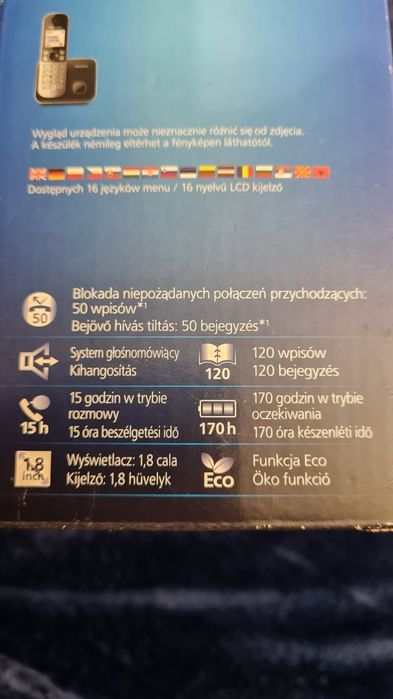 Wygląd urządzenia może nieznacznie różnić się od zdjęcia.
A készülék némileg eltérhet a fényképen láthatótól.
Dostępnych 16 języków menu / 16 nyelvű LCD kijelző
50
Blokada niepożądanych połączeń przychodzących:
50 wpisów*1
Bejövő hívás tiltás: 50 bejegyzés*1
System głośnomówiący
Kihangosítás
120
120 wpisów
120 bejegyzés
15h
15 godzin w trybie
rozmowy
15 óra beszélgetési idő
170h
170 godzin w trybie
oczekiwania
170 óra készenléti idő
1.8
inch
Wyświetlacz: 1,8 cala
Kijelző: 1,8 hüvelyk
Eco
Funkcja Eco
Öko funkció